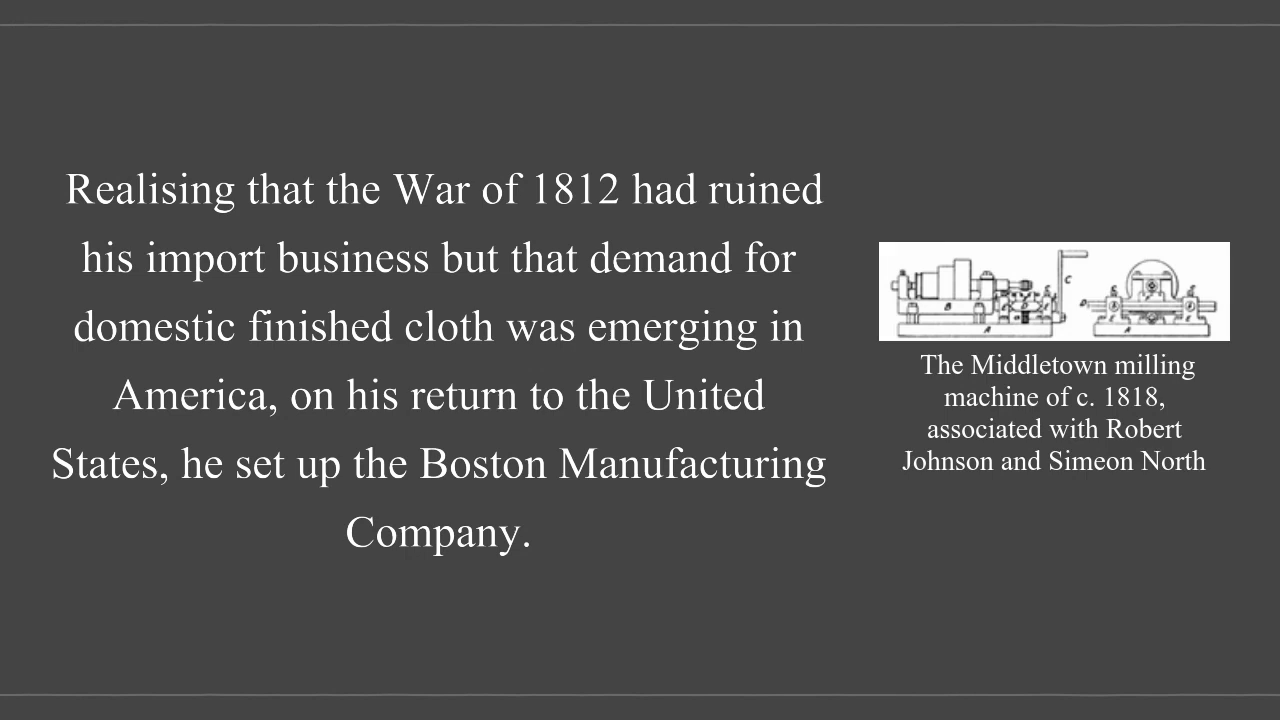 Realising that the War of 1812 had ruined
his import business but that demand for
domestic finished cloth was emerging in
America, on his return to the United
States, he set up the Boston Manufacturing
Company.
The Middletown milling
machine of c. 1818,
associated with Robert
Johnson and Simeon North